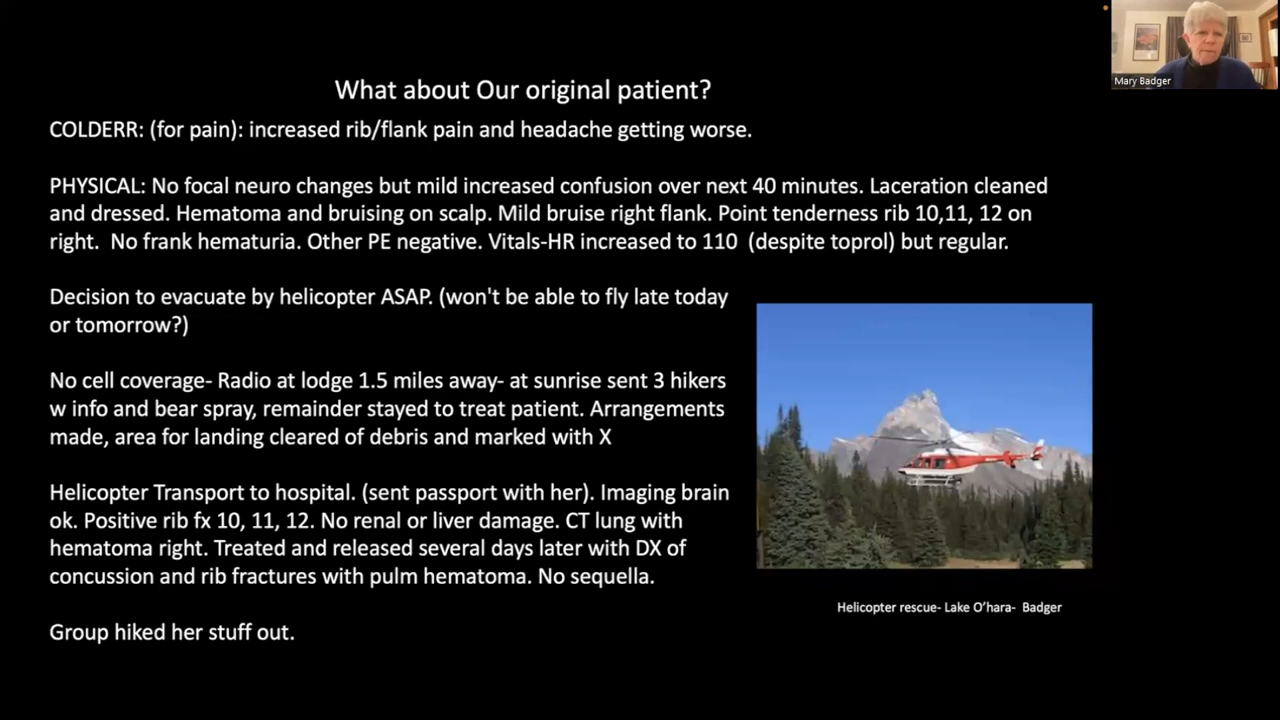 What about Our original patient?
COLDERR: (for pain): increased rib/flank pain and headache getting worse.
PHYSICAL: No focal neuro changes but mild increased confusion over next 40 minutes. Laceration cleaned
and dressed. Hematoma and bruising on scalp. Mild bruise right flank. Point tenderness rib 10,11, 12 on
right.  No frank hematuria. Other PE negative. Vitals-HR increased to 110  (despite toprol) but regular.
Decision to evacuate by helicopter ASAP. (won't be able to fly late today
or tomorrow?)
No cell coverage- Radio at lodge 1.5 miles away- at sunrise sent 3 hikers
w info and bear spray, remainder stayed to treat patient. Arrangements
made, area for landing cleared of debris and marked with X
Helicopter Transport to hospital. (sent passport with her). Imaging brain
ok. Positive rib fx 10, 11, 12. No renal or liver damage. CT lung with
hematoma right. Treated and released several days later with DX of
concussion and rib fractures with pulm hematoma. No sequella.
Group hiked her stuff out.
Helicopter rescue- Lake O’hara-  Badger
Mary Badger